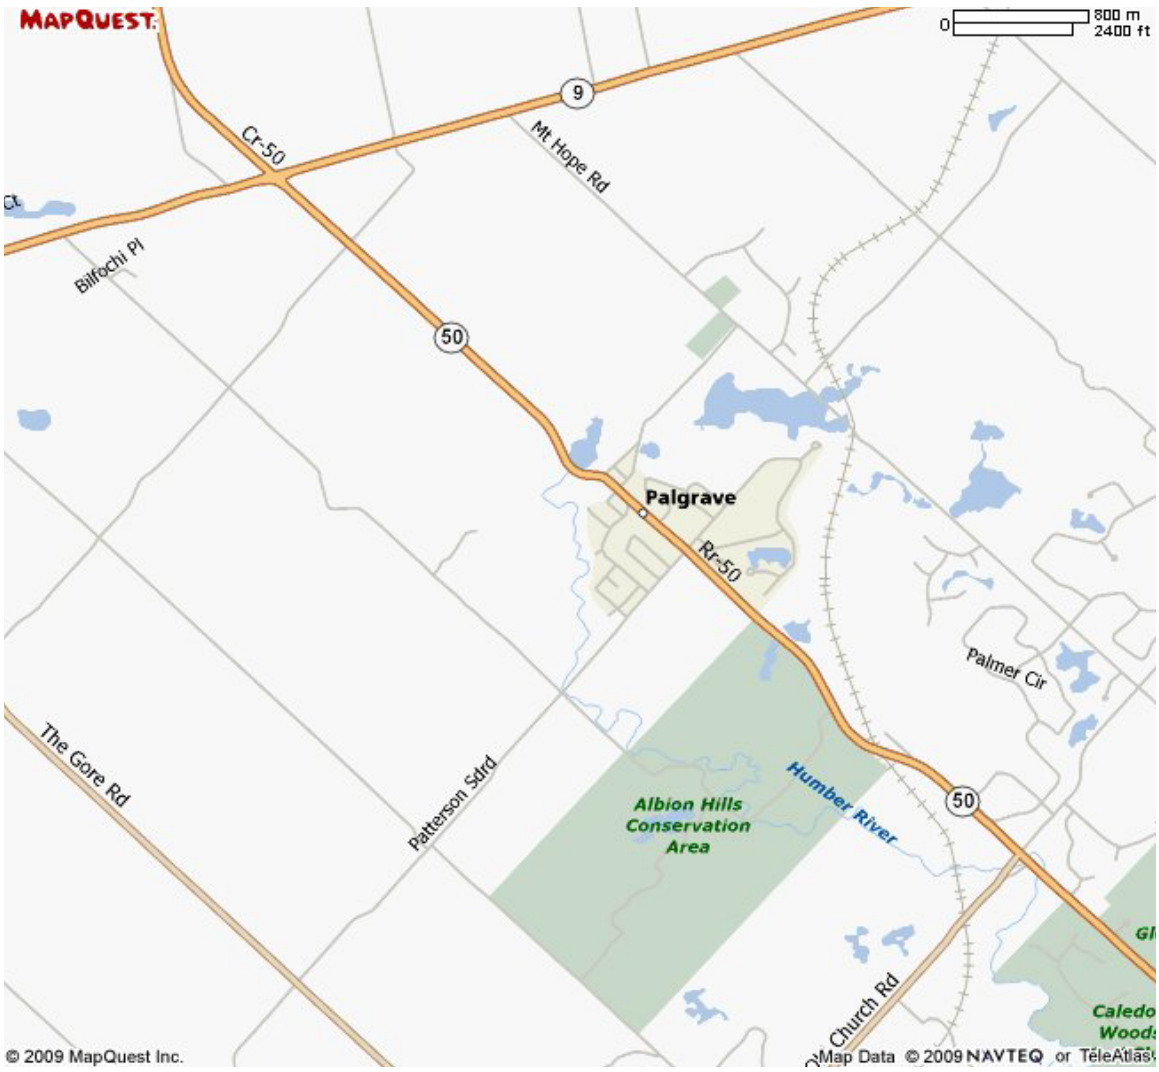 MAPQUEST.
0
800 m
2400 ft
9
Cr-50
Mt Hope Rd
Ct
Bilfochi Pl
50
Palgrave
Rr-50
Palmer Cir
The Gore Rd
Patterson Sdrd
Albion Hills
Conservation
Area
Humber River
50
Church Rd
Caledo
Woods
© 2009 MapQuest Inc.
Map Data © 2009 NAVTEQ or TeleAtlas